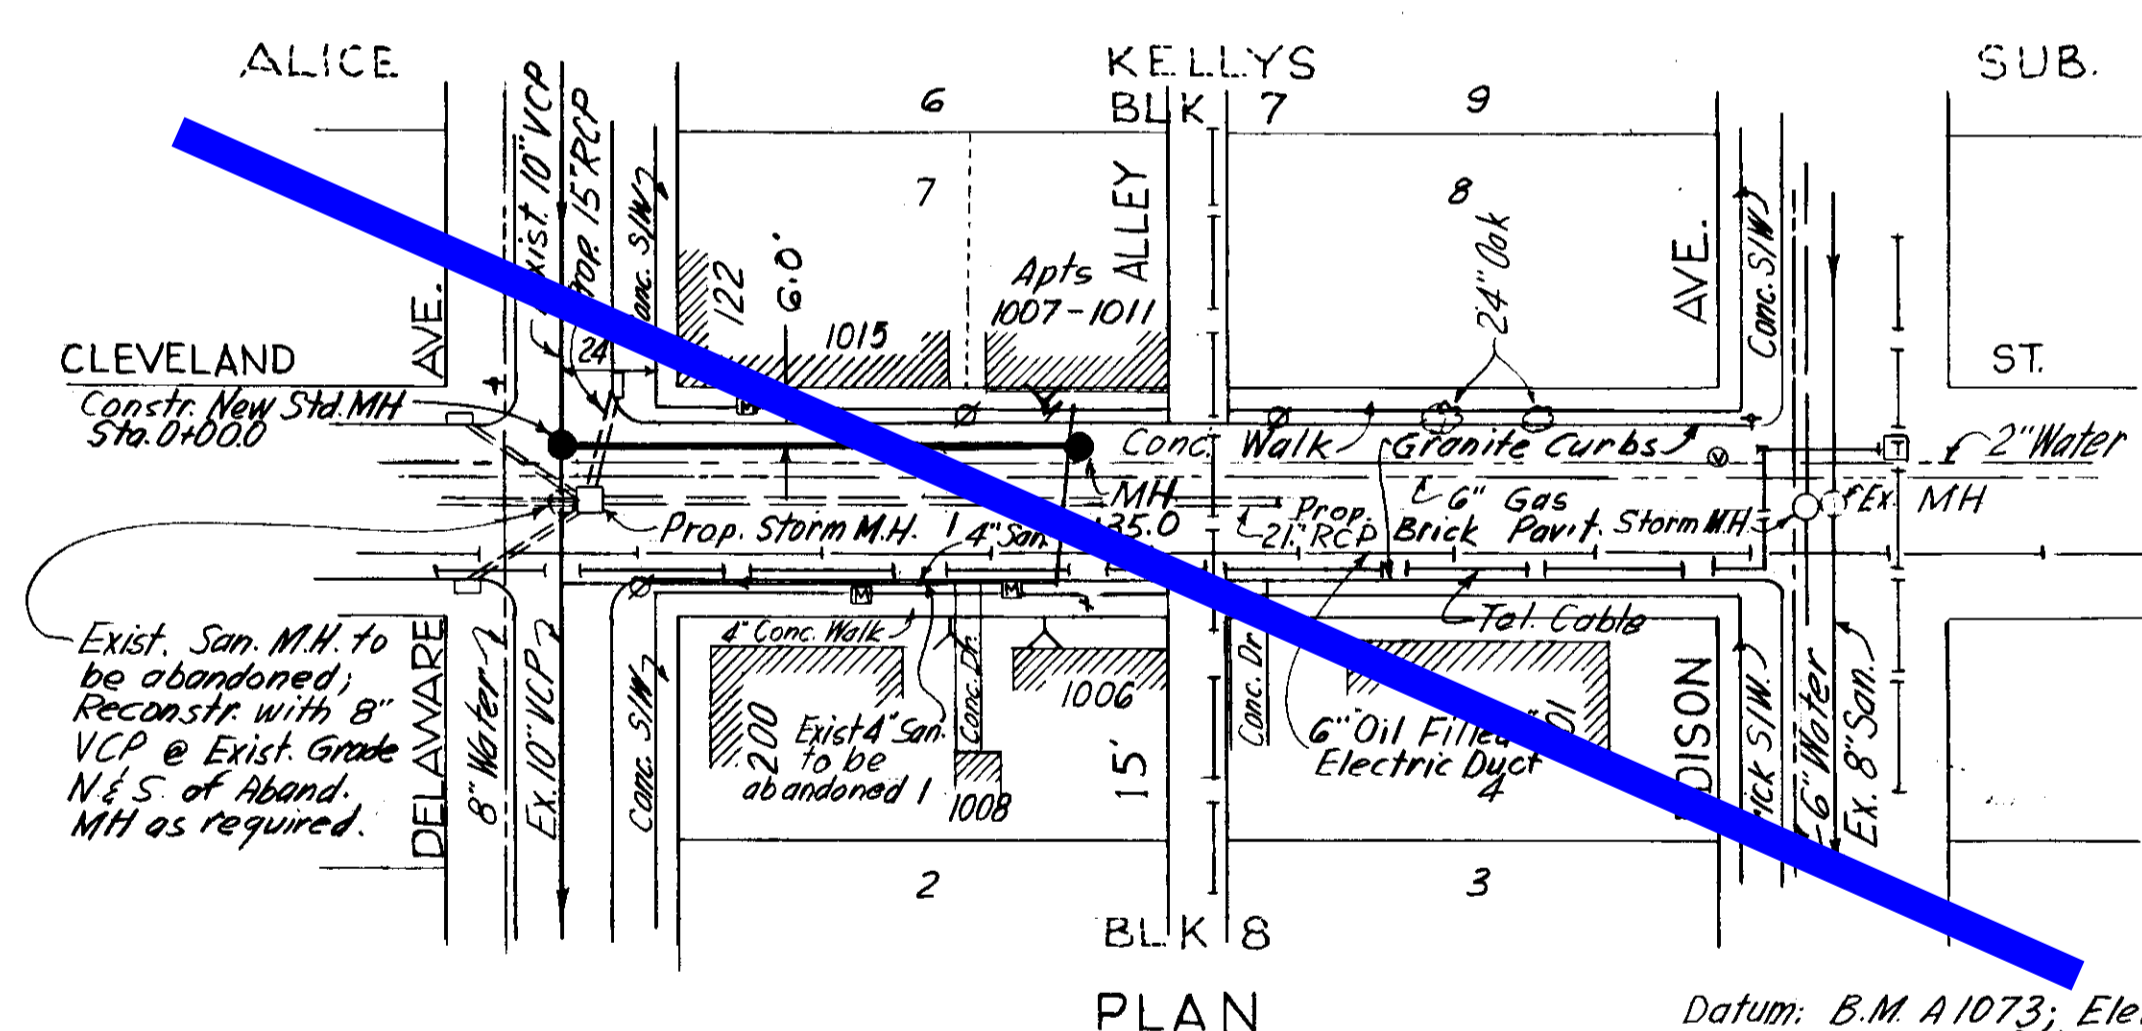 ALICE KELLYS SUB.
BLK 7
6
9
7
8
Exist. 10" VCP
Prop. 15" RCP
Conc. S/W
122
6.0'
1015
Apts
1007-1011
ALLEY
24" Oak
AVE.
AVE.
Conc. S/W
24
CLEVELAND
ST.
Constr. New Std. MH
Sta. 0+00.0
Conc. Walk
Granite Curbs
2" Water
MH
35.0
6" Gas
Prop.
21" RCP
Brick Pavit.
Storm M.H.
Ex. MH
Prop. Storm M.H. 1
4" San.
Tel. Cable
4" Conc. Walk
Exist. San. M.H. to
be abandoned;
Reconstr. with 8"
VCP @ Exist. Grade
N & S. of Aband.
MH as required.
DELAWARE
8" Water
Ex. 10" VCP
Conc. S/W
200
Exist 4" San.
to be
abandoned 1
Conc. Dr.
1008
1006
15'
Conc. Dr.
6" Oil Filled
Electric Duct
4
6" Water
Ex. 8" San.
2
3
BLK 8
PLAN
Datum: B.M. A 1073;